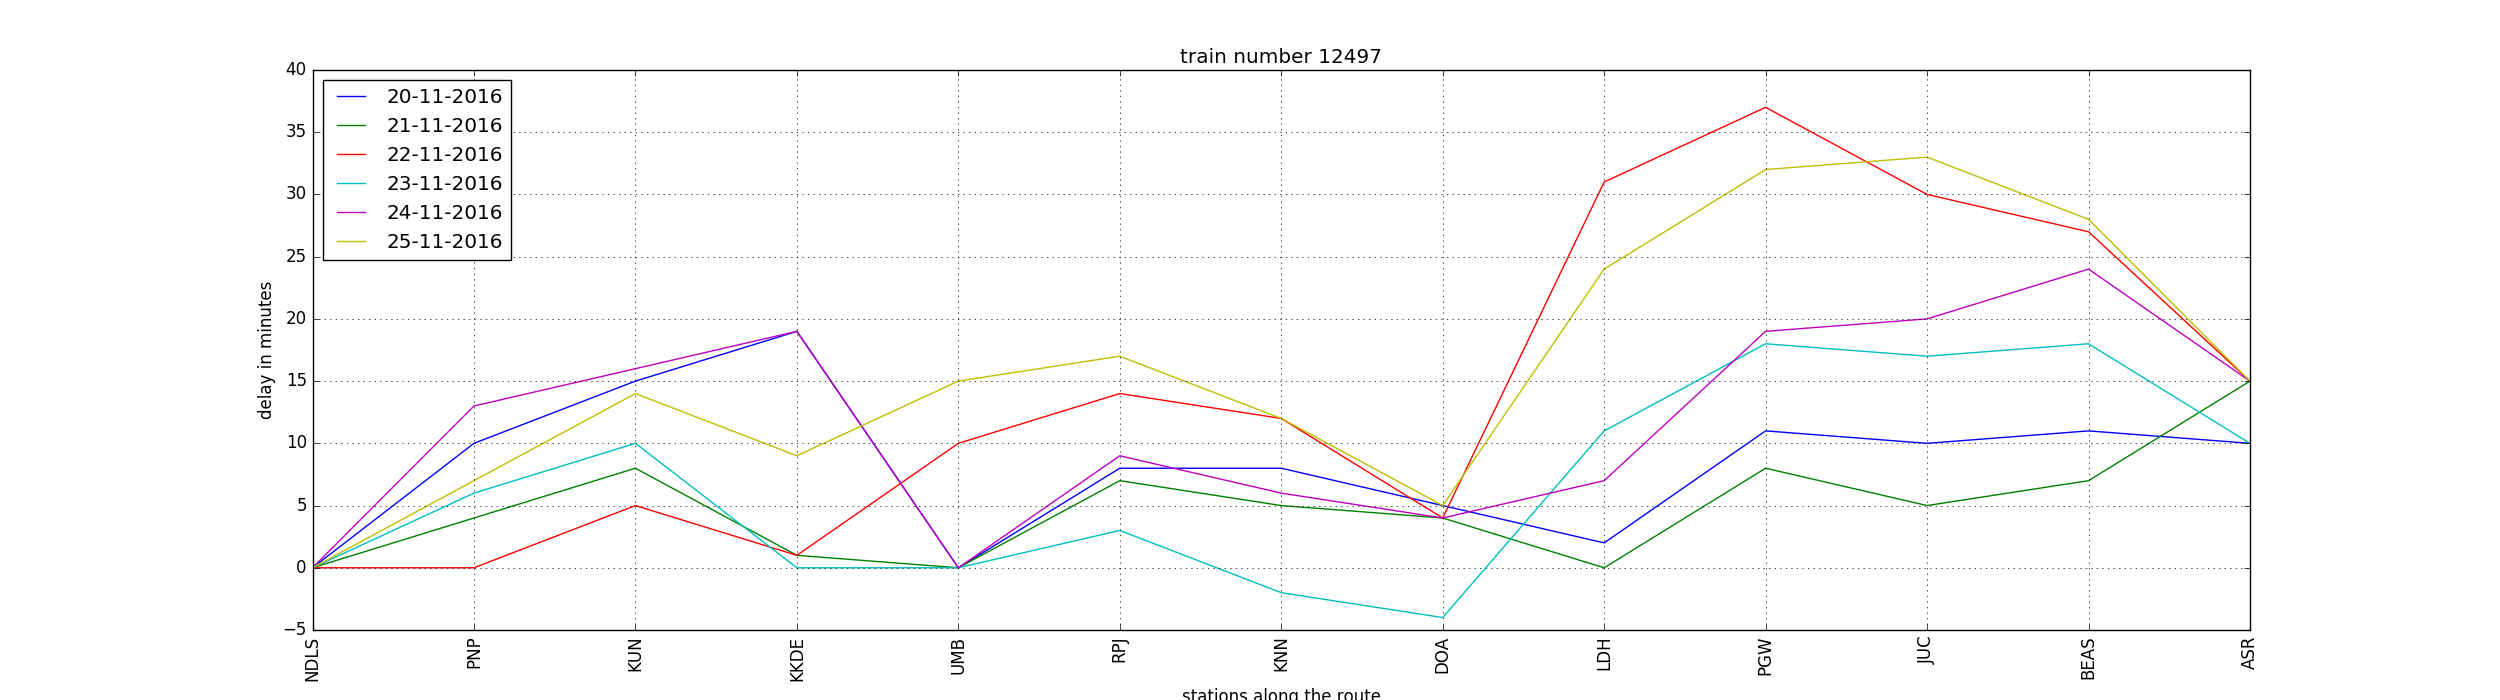 train number 12497
40
35
30
25
20
15
10
5
0
−5
delay in minutes
20-11-2016
21-11-2016
22-11-2016
23-11-2016
24-11-2016
25-11-2016
NDLS
PNP
KUN
KKDE
UMB
RPJ
KNN
DOA
LDH
PGW
JUC
BEAS
ASR
stations along the route